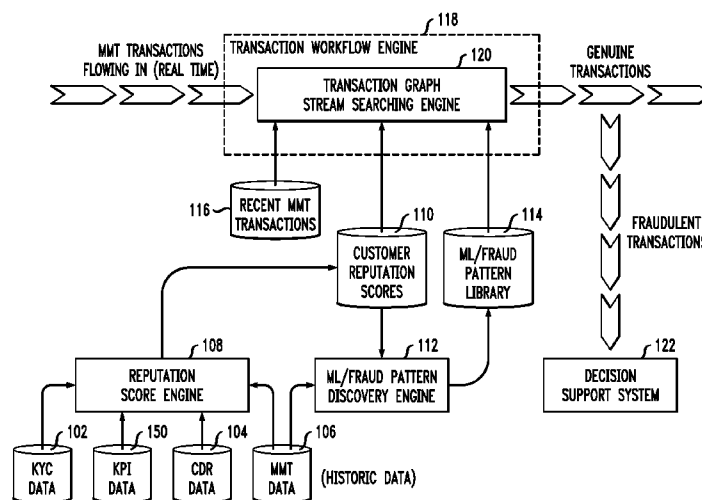 118
MMT TRANSACTIONS
FLOWING IN (REAL TIME)
TRANSACTION WORKFLOW ENGINE
120
TRANSACTION GRAPH
STREAM SEARCHING ENGINE
GENUINE
TRANSACTIONS
116
RECENT MMT
TRANSACTIONS
110
CUSTOMER
REPUTATION
SCORES
114
ML/FRAUD
PATTERN
LIBRARY
FRAUDULENT
TRANSACTIONS
108
REPUTATION
SCORE ENGINE
112
ML/FRAUD PATTERN
DISCOVERY ENGINE
122
DECISION
SUPPORT SYSTEM
102
KYC
DATA
150
KPI
DATA
104
CDR
DATA
106
MMT
DATA
(HISTORIC DATA)